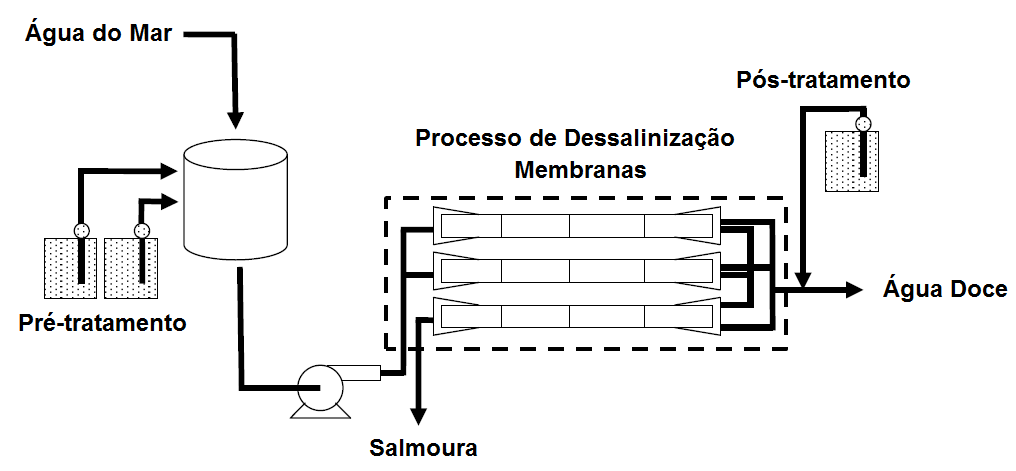 Água do Mar
Pós-tratamento
Processo de Dessalinização
Membranas
Água Doce
Pré-tratamento
Salmoura